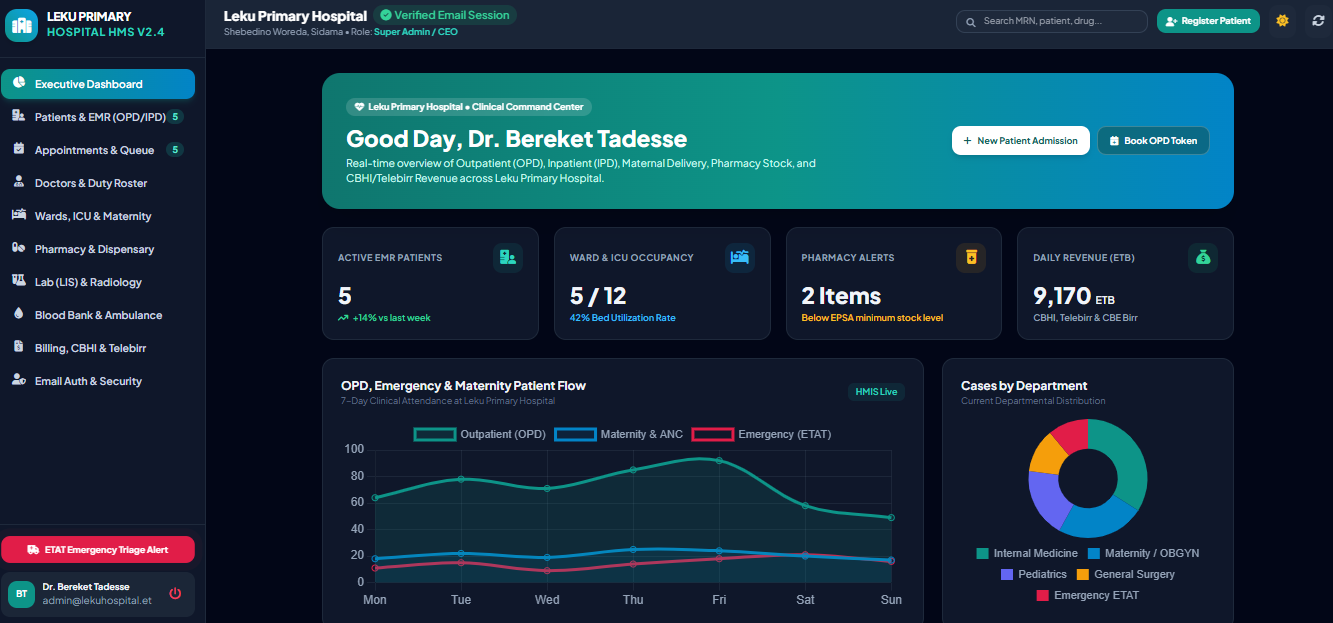 LEKU PRIMARY
HOSPITAL HMS V2.4
Executive Dashboard
Patients & EMR (OPD/IPD) 5
Appointments & Queue 5
Doctors & Duty Roster
Wards, ICU & Maternity
Pharmacy & Dispensary
Lab (LIS) & Radiology
Blood Bank & Ambulance
Billing, CBHI & Telebirr
Email Auth & Security
ETAT Emergency Triage Alert
BT
Dr. Bereket Tadesse
admin@lekuhospital.et
Leku Primary Hospital Verified Email Session
Shebedino Woreda, Sidama • Role: Super Admin / CEO
Search MRN, patient, drug...
Register Patient
Leku Primary Hospital • Clinical Command Center
Good Day, Dr. Bereket Tadesse
Real-time overview of Outpatient (OPD), Inpatient (IPD), Maternal Delivery, Pharmacy Stock, and
CBHI/Telebirr Revenue across Leku Primary Hospital.
+ New Patient Admission
Book OPD Token
ACTIVE EMR PATIENTS
5
+14% vs last week
WARD & ICU OCCUPANCY
5 / 12
42% Bed Utilization Rate
PHARMACY ALERTS
2 Items
Below EPSA minimum stock level
DAILY REVENUE (ETB)
9,170 ETB
CBHI, Telebirr & CBE Birr
OPD, Emergency & Maternity Patient Flow
7-Day Clinical Attendance at Leku Primary Hospital
HMIS Live
Outpatient (OPD) Maternity & ANC Emergency (ETAT)
100
80
60
40
20
0
Mon Tue Wed Thu Fri Sat Sun
Cases by Department
Current Departmental Distribution
Internal Medicine Maternity / OBGYN
Pediatrics General Surgery
Emergency ETAT